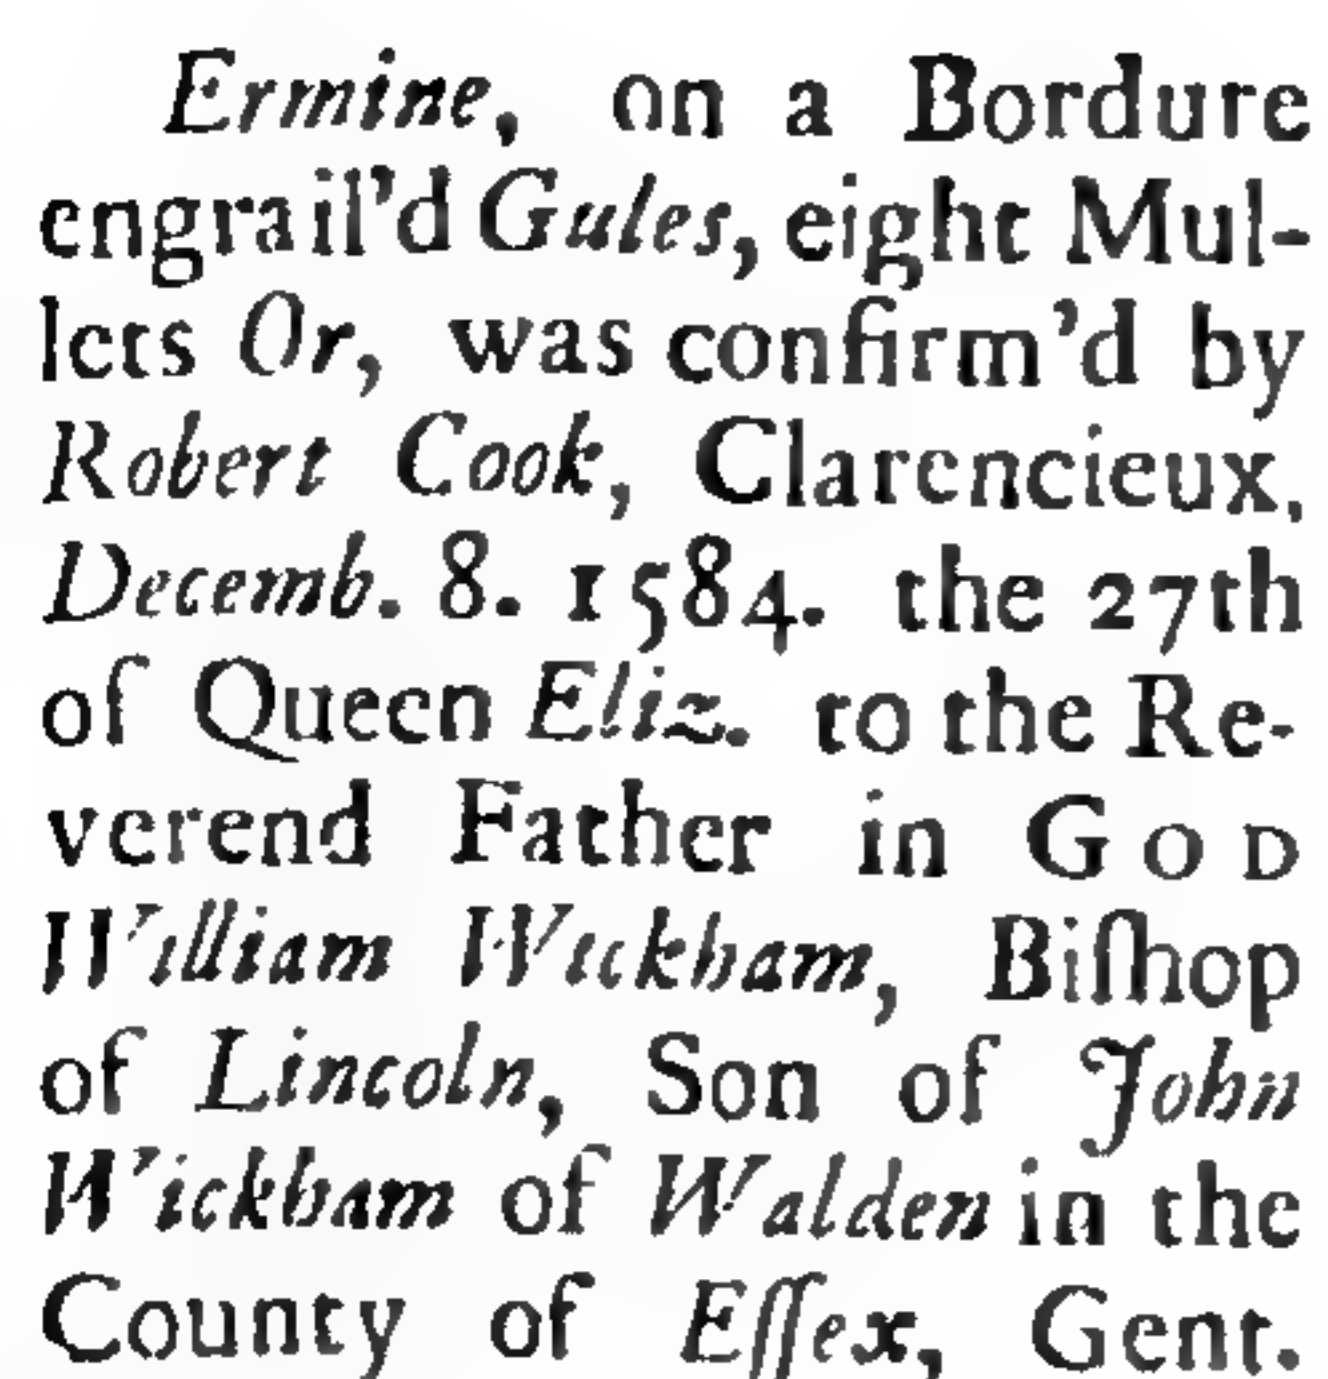 Ermine, on a Bordure
engrail'd Gules, eight Mul-
lets Or, was confirm'd by
Robert Cook, Clarencieux,
Decemb. 8. 1584. the 27th
of Queen Eliz. to the Re-
verend Father in GOD
William Wickham, Biſhop
of Lincoln, Son of John
Wickham of Walden in the
County of Eſſex, Gent.